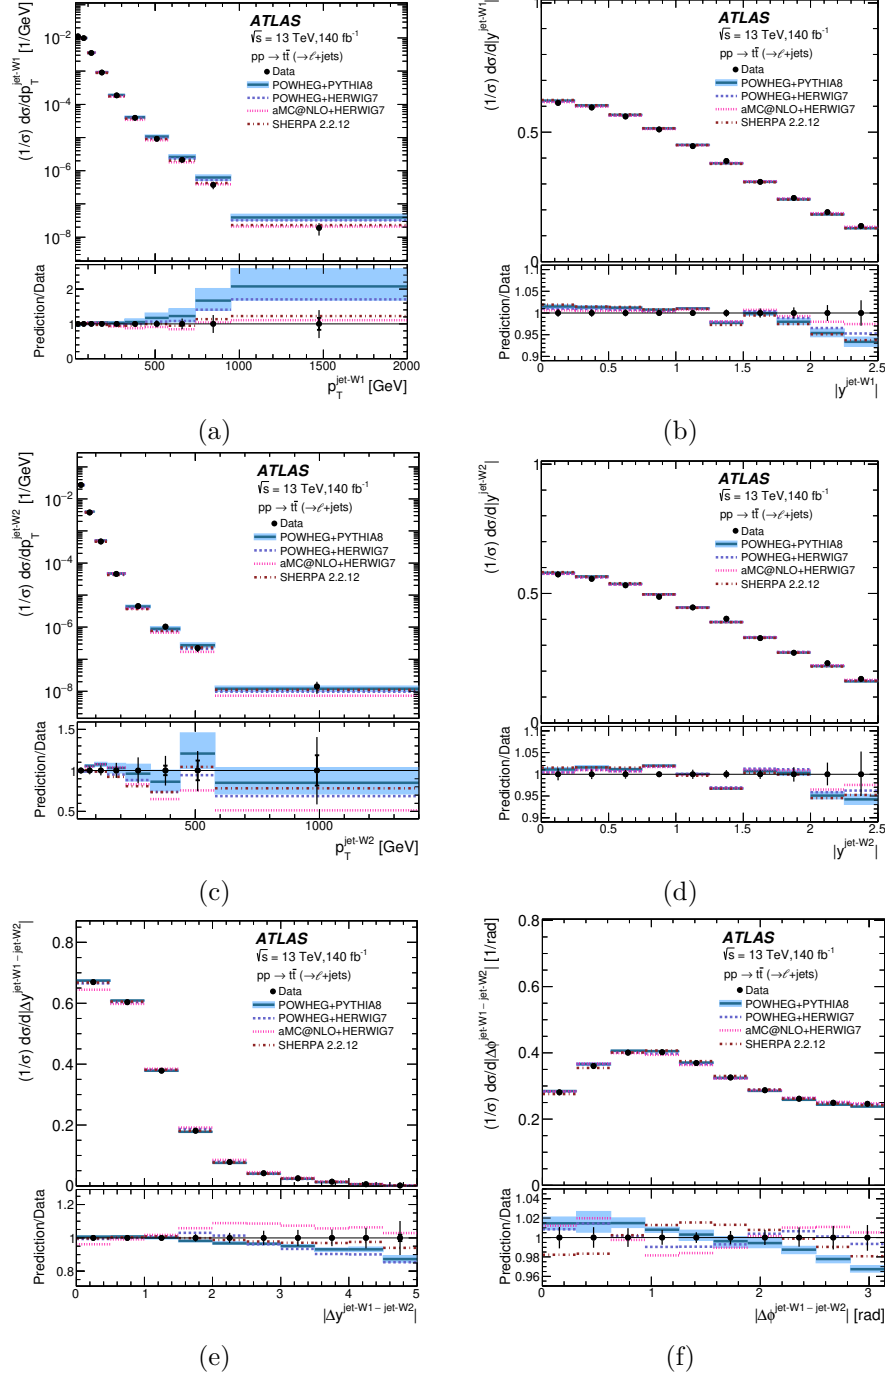 (1/σ) dσ/dp_T^jet-W1 [1/GeV]
ATLAS
√s = 13 TeV,140 fb⁻¹
pp → tt̄ (→ℓ+jets)
Data
POWHEG+PYTHIA8
POWHEG+HERWIG7
aMC@NLO+HERWIG7
SHERPA 2.2.12
10⁻²
10⁻⁴
10⁻⁶
10⁻⁸
Prediction/Data
2
1
0
500 1000 1500 2000
p_T^jet-W1 [GeV]
(a)
(1/σ) dσ/d|y^jet-W1|
ATLAS
√s = 13 TeV,140 fb⁻¹
pp → tt̄ (→ℓ+jets)
Data
POWHEG+PYTHIA8
POWHEG+HERWIG7
aMC@NLO+HERWIG7
SHERPA 2.2.12
1
0.5
0
Prediction/Data
1.1
1.05
1
0.95
0.9
0 0.5 1 1.5 2 2.5
|y^jet-W1|
(b)
(1/σ) dσ/dp_T^jet-W2 [1/GeV]
ATLAS
√s = 13 TeV,140 fb⁻¹
pp → tt̄ (→ℓ+jets)
Data
POWHEG+PYTHIA8
POWHEG+HERWIG7
aMC@NLO+HERWIG7
SHERPA 2.2.12
10⁻²
10⁻⁴
10⁻⁶
10⁻⁸
Prediction/Data
1.5
1
0.5
500 1000
p_T^jet-W2 [GeV]
(c)
(1/σ) dσ/d|y^jet-W2|
ATLAS
√s = 13 TeV,140 fb⁻¹
pp → tt̄ (→ℓ+jets)
Data
POWHEG+PYTHIA8
POWHEG+HERWIG7
aMC@NLO+HERWIG7
SHERPA 2.2.12
1
0.5
0
Prediction/Data
1.1
1.05
1
0.95
0.9
0 0.5 1 1.5 2 2.5
|y^jet-W2|
(d)
(1/σ) dσ/d|Δy^jet-W1 – jet-W2|
ATLAS
√s = 13 TeV,140 fb⁻¹
pp → tt̄ (→ℓ+jets)
Data
POWHEG+PYTHIA8
POWHEG+HERWIG7
aMC@NLO+HERWIG7
SHERPA 2.2.12
0.8
0.6
0.4
0.2
0
Prediction/Data
1.2
1
0.8
0 1 2 3 4 5
|Δy^jet-W1 – jet-W2|
(e)
(1/σ) dσ/d|Δϕ^jet-W1 – jet-W2| [1/rad]
ATLAS
√s = 13 TeV,140 fb⁻¹
pp → tt̄ (→ℓ+jets)
Data
POWHEG+PYTHIA8
POWHEG+HERWIG7
aMC@NLO+HERWIG7
SHERPA 2.2.12
0.8
0.6
0.4
0.2
0
Prediction/Data
1.04
1.02
1
0.98
0.96
0 1 2 3
|Δϕ^jet-W1 – jet-W2| [rad]
(f)